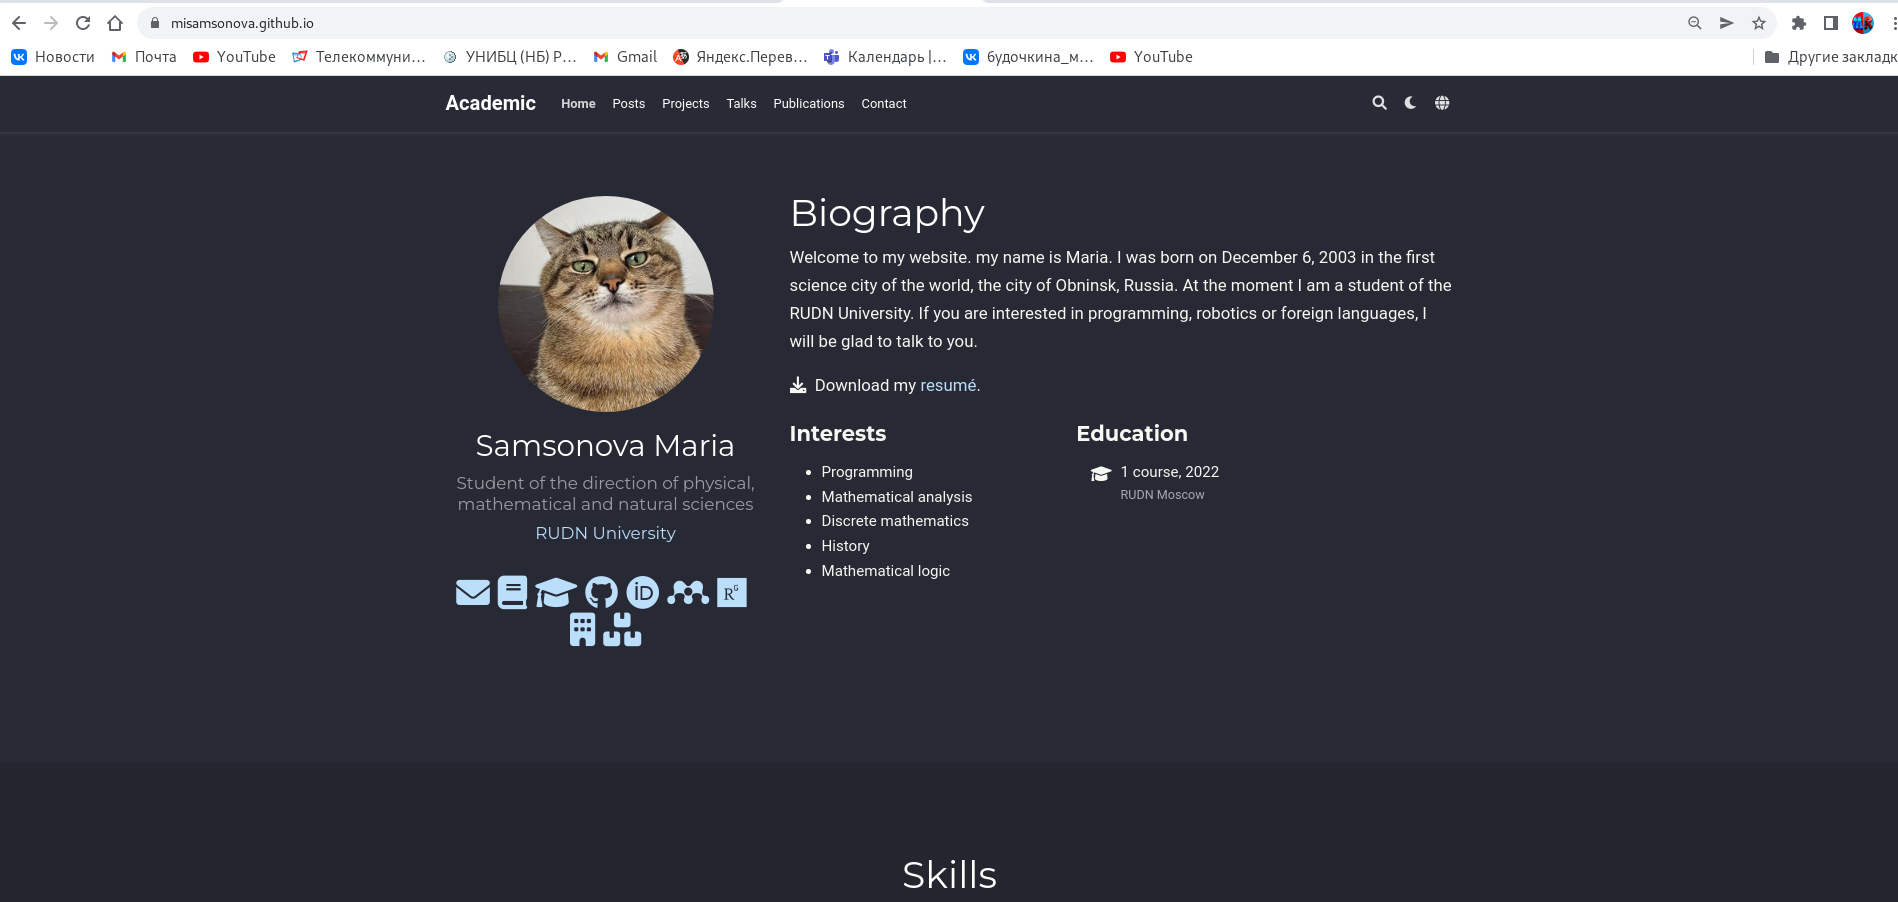 misamsonova.github.io
Новости Почта YouTube Телекоммуни... УНИБЦ (НБ) Р... Gmail Яндекс.Перев... Календарь |... будочкина_м... YouTube Другие закладк
Academic Home Posts Projects Talks Publications Contact
Biography
Welcome to my website. my name is Maria. I was born on December 6, 2003 in the first
science city of the world, the city of Obninsk, Russia. At the moment I am a student of the
RUDN University. If you are interested in programming, robotics or foreign languages, I
will be glad to talk to you.
Download my resumé.
Samsonova Maria
Student of the direction of physical,
mathematical and natural sciences
RUDN University
iD
RG
Interests
Programming
Mathematical analysis
Discrete mathematics
History
Mathematical logic
Education
1 course, 2022
RUDN Moscow
Skills